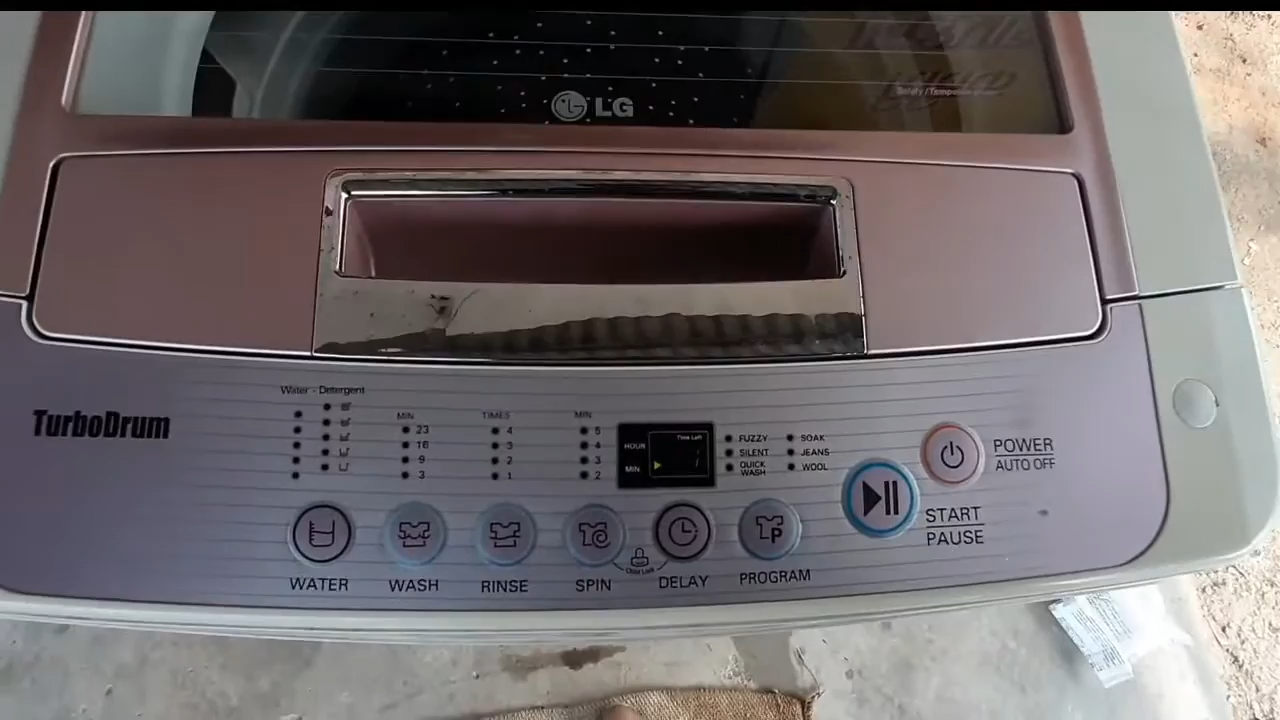 LG
TurboDrum
Water - Detergent
MIN
23
16
9
3
TIMES
4
3
2
1
MIN
5
4
3
2
HOUR
MIN.
Time Left
1
FUZZY
SILENT
QUICK
WASH
SOAK
JEANS
WOOL
POWER
AUTO OFF
START
PAUSE
WATER
WASH
RINSE
SPIN
Child Lock
DELAY
PROGRAM
P